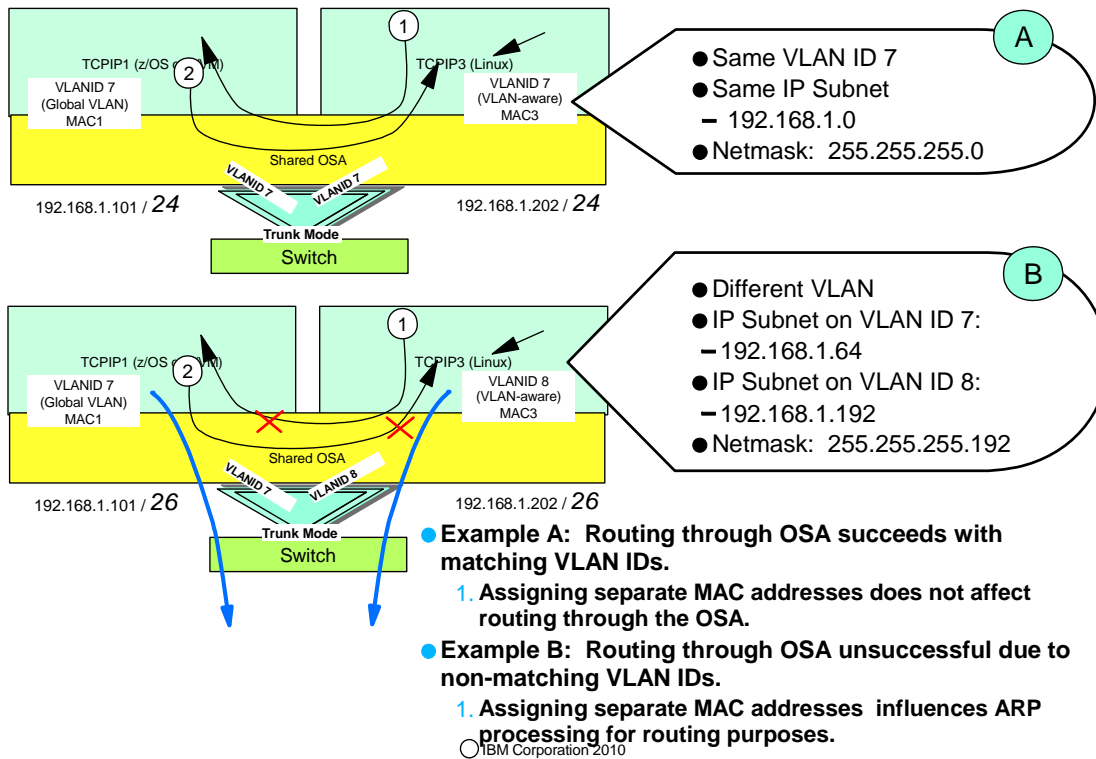 1
TCPIP1 (z/OS o VM)
2
VLANID 7
(Global VLAN)
MAC1
TCPIP3 (Linux)
VLANID 7
(VLAN-aware)
MAC3
Shared OSA
VLANID 7
VLANID 7
192.168.1.101 / 24
192.168.1.202 / 24
Trunk Mode
Switch
A
● Same VLAN ID 7
● Same IP Subnet
– 192.168.1.0
● Netmask: 255.255.255.0
1
TCPIP1 (z/OS o VM)
2
VLANID 7
(Global VLAN)
MAC1
TCPIP3 (Linux)
VLANID 8
(VLAN-aware)
MAC3
Shared OSA
VLANID 7
VLANID 8
192.168.1.101 / 26
192.168.1.202 / 26
Trunk Mode
Switch
B
● Different VLAN
● IP Subnet on VLAN ID 7:
– 192.168.1.64
● IP Subnet on VLAN ID 8:
– 192.168.1.192
● Netmask: 255.255.255.192
● Example A: Routing through OSA succeeds with
matching VLAN IDs.
1. Assigning separate MAC addresses does not affect
routing through the OSA.
● Example B: Routing through OSA unsuccessful due to
non-matching VLAN IDs.
1. Assigning separate MAC addresses influences ARP
processing for routing purposes.
IBM Corporation 2010